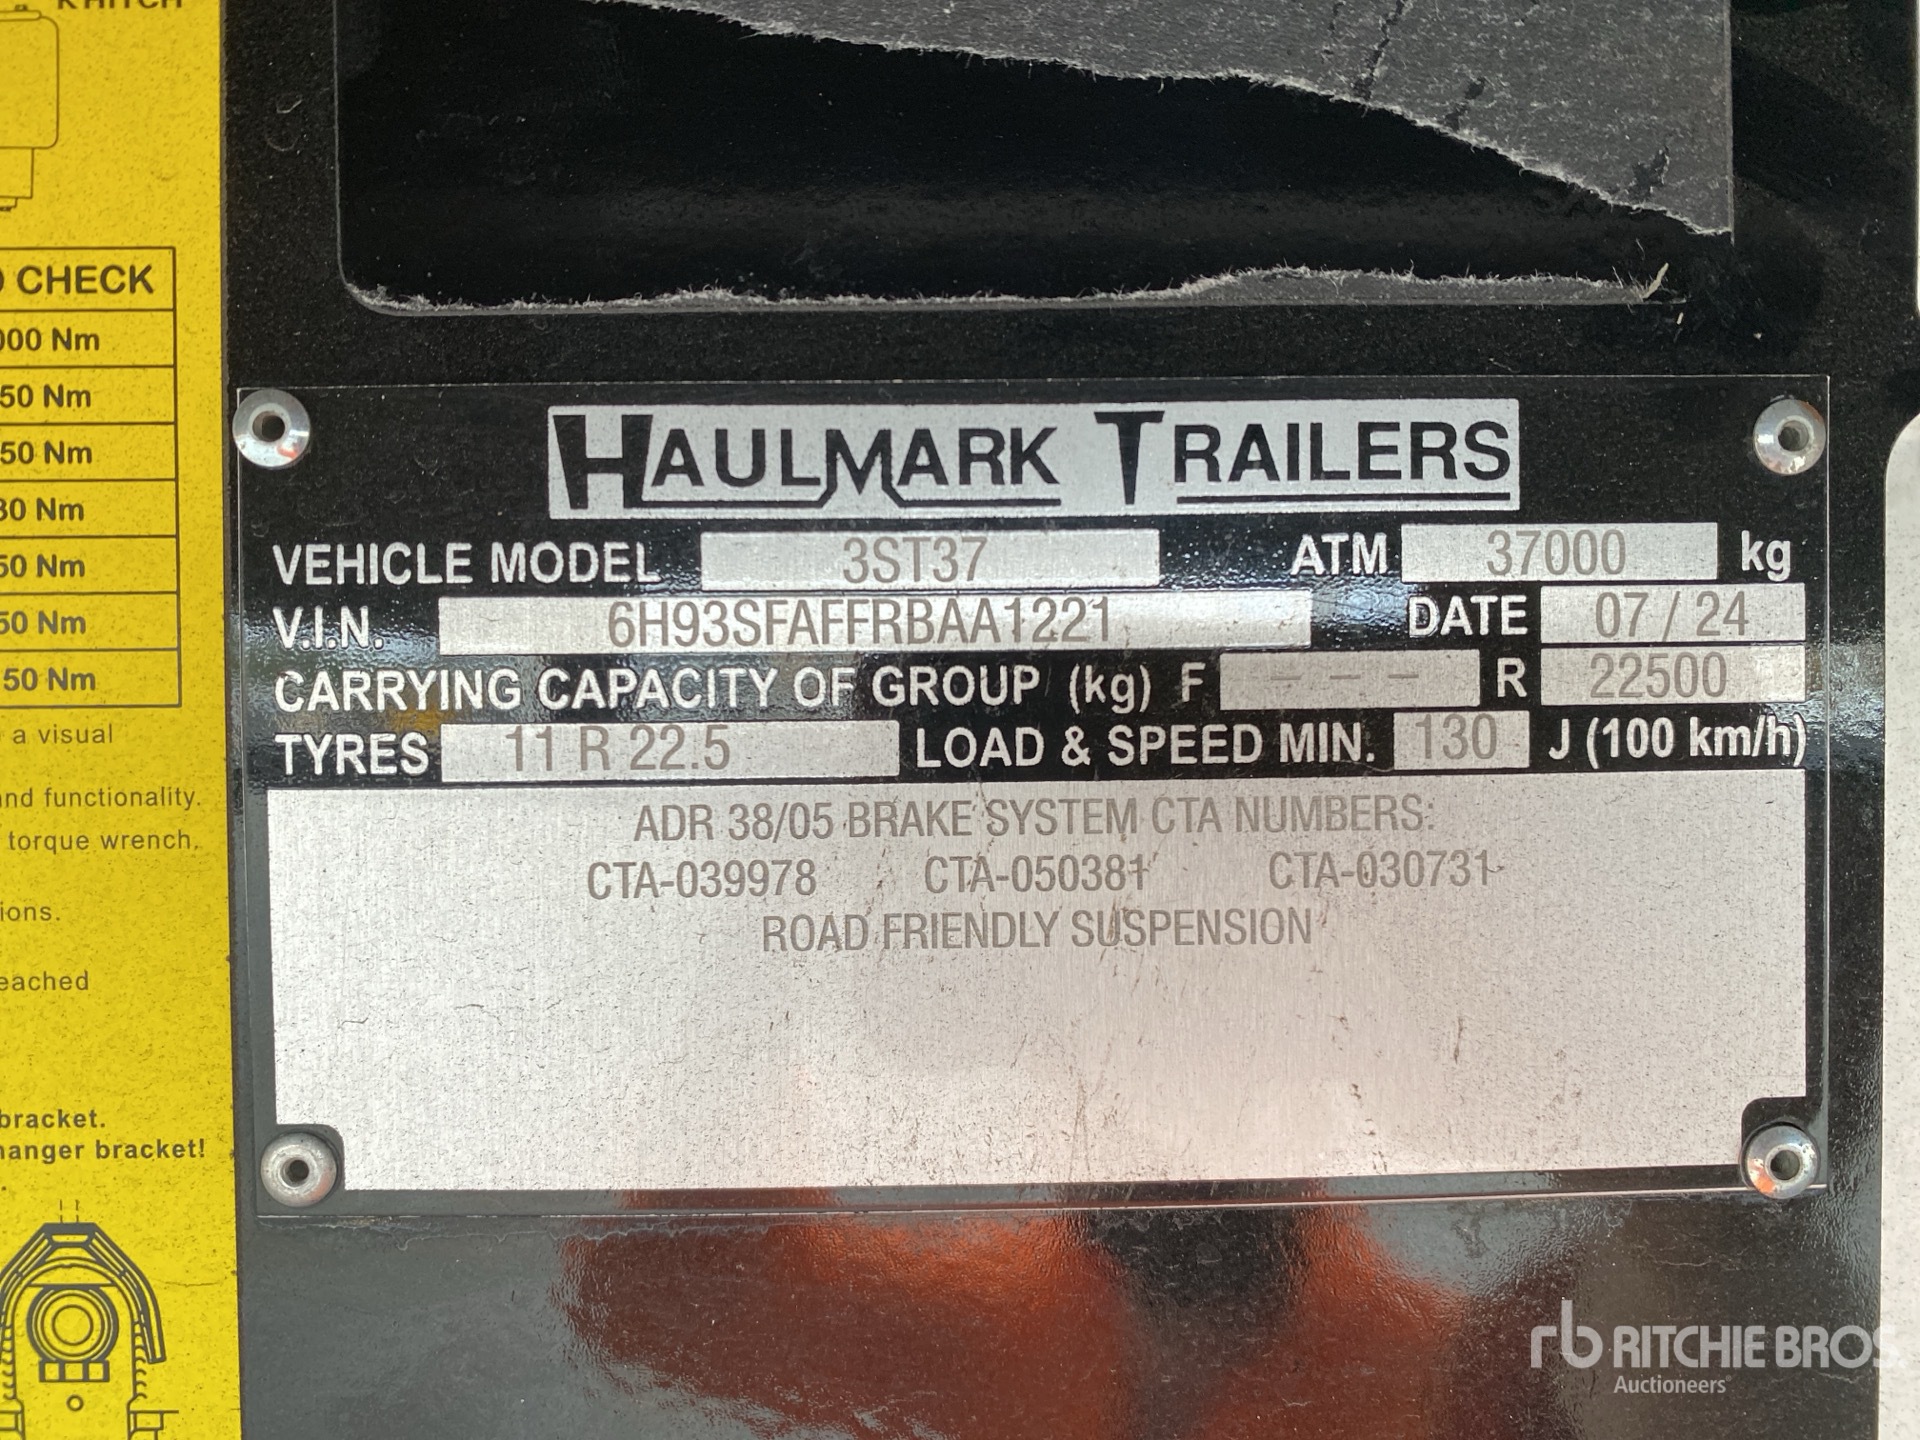 K HITCH
CHECK
000 Nm
50 Nm
50 Nm
30 Nm
50 Nm
50 Nm
50 Nm
a visual
nd functionality.
torque wrench.
ions.
eached
bracket.
hanger bracket!
HAULMARK TRAILERS
VEHICLE MODEL 3ST37 ATM 37000 kg
V.I.N. 6H93SFAFFRBAA1221 DATE 07 / 24
CARRYING CAPACITY OF GROUP (kg) F - - - R 22500
TYRES 11 R 22.5 LOAD & SPEED MIN. 130 J (100 km/h)
ADR 38/05 BRAKE SYSTEM CTA NUMBERS:
CTA-039978 CTA-050381 CTA-030731
ROAD FRIENDLY SUSPENSION
rb RITCHIE BROS.
Auctioneers